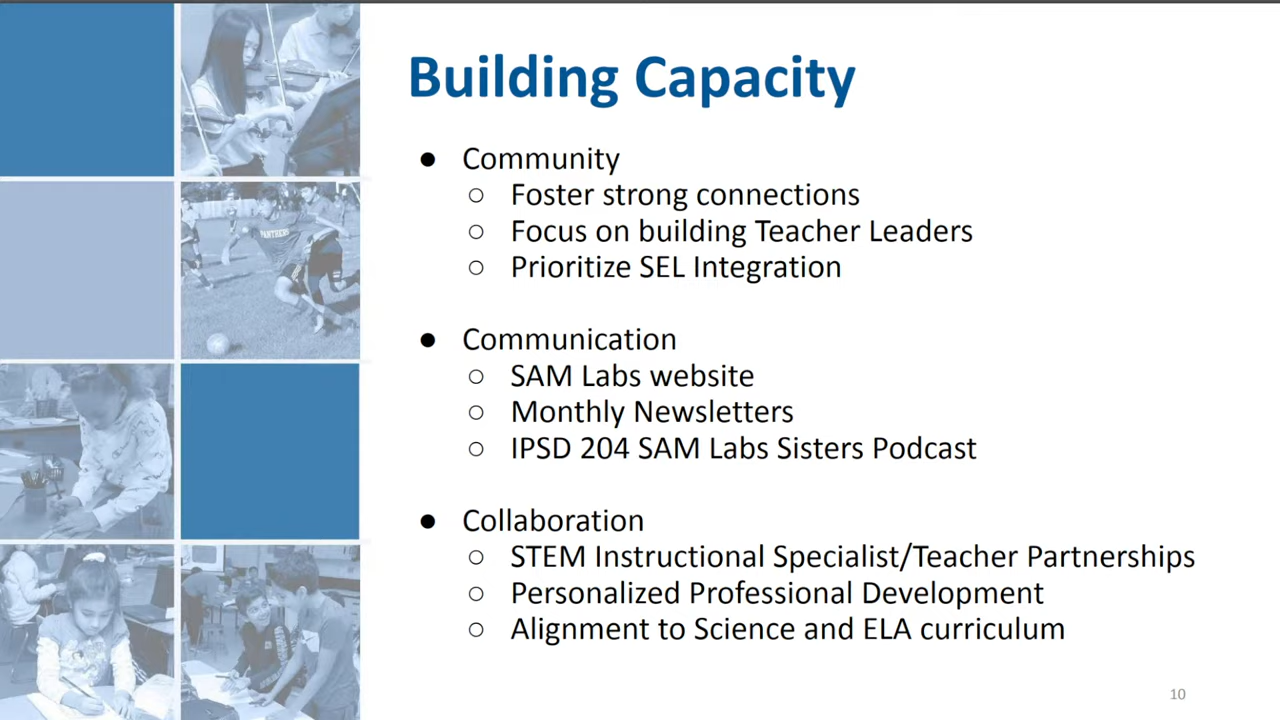 Building Capacity
● Community
○ Foster strong connections
○ Focus on building Teacher Leaders
○ Prioritize SEL Integration
● Communication
○ SAM Labs website
○ Monthly Newsletters
○ IPSD 204 SAM Labs Sisters Podcast
● Collaboration
○ STEM Instructional Specialist/Teacher Partnerships
○ Personalized Professional Development
○ Alignment to Science and ELA curriculum
PANTHERS
10